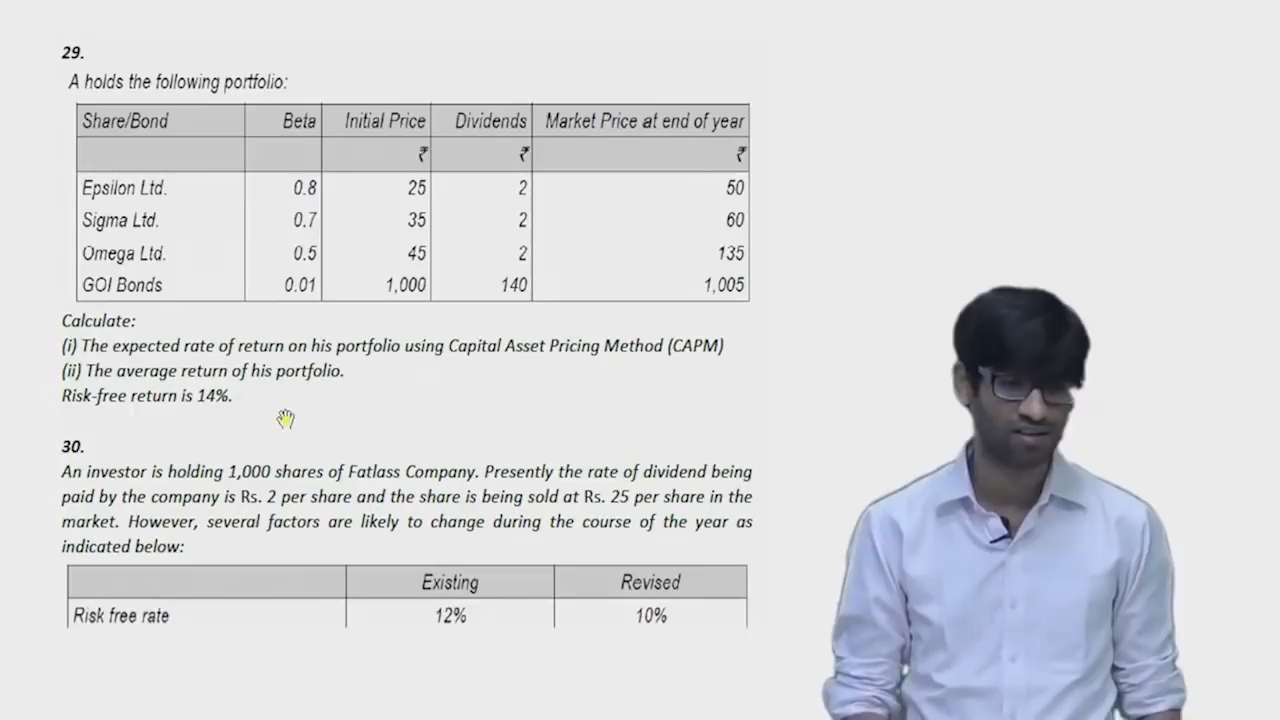 29.
A holds the following portfolio:
Share/Bond Beta Initial Price Dividends Market Price at end of year
₹ ₹ ₹
Epsilon Ltd. 0.8 25 2 50
Sigma Ltd. 0.7 35 2 60
Omega Ltd. 0.5 45 2 135
GOI Bonds 0.01 1,000 140 1,005
Calculate:
(i) The expected rate of return on his portfolio using Capital Asset Pricing Method (CAPM)
(ii) The average return of his portfolio.
Risk-free return is 14%.
30.
An investor is holding 1,000 shares of Fatlass Company. Presently the rate of dividend being
paid by the company is Rs. 2 per share and the share is being sold at Rs. 25 per share in the
market. However, several factors are likely to change during the course of the year as
indicated below:
Existing Revised
Risk free rate 12% 10%